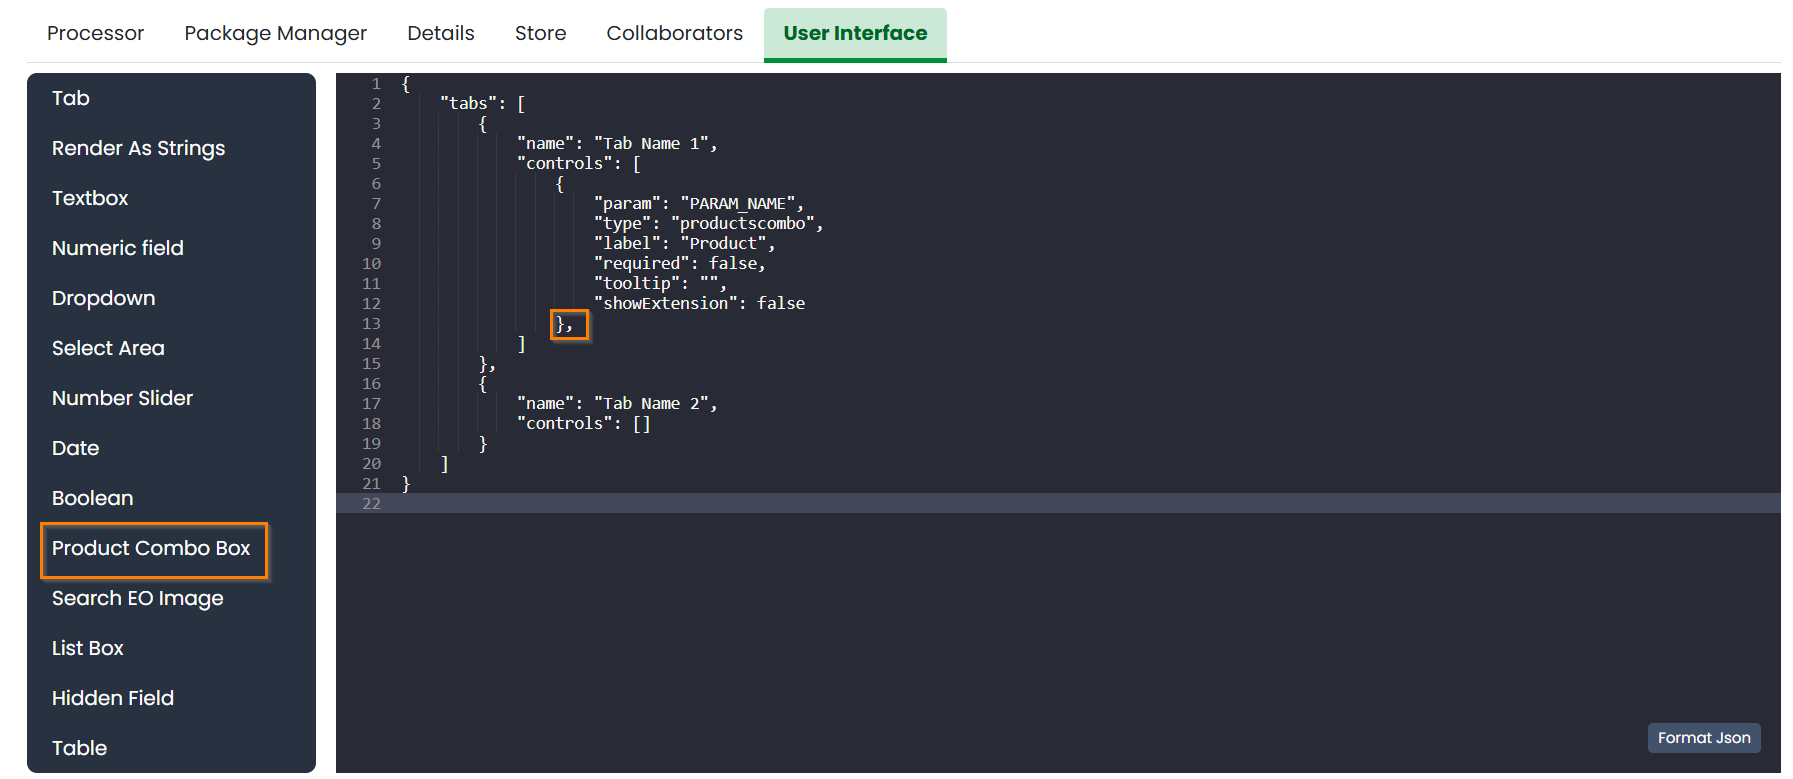 Processor Package Manager Details Store Collaborators User Interface
Tab
Render As Strings
Textbox
Numeric field
Dropdown
Select Area
Number Slider
Date
Boolean
Product Combo Box
Search EO Image
List Box
Hidden Field
Table
1 {
2     "tabs": [
3         {
4             "name": "Tab Name 1",
5             "controls": [
6                 {
7                     "param": "PARAM_NAME",
8                     "type": "productscombo",
9                     "label": "Product",
10                     "required": false,
11                     "tooltip": "",
12                     "showExtension": false
13                 },
14             ]
15         },
16         {
17             "name": "Tab Name 2",
18             "controls": []
19         }
20     ]
21 }
22
Format Json